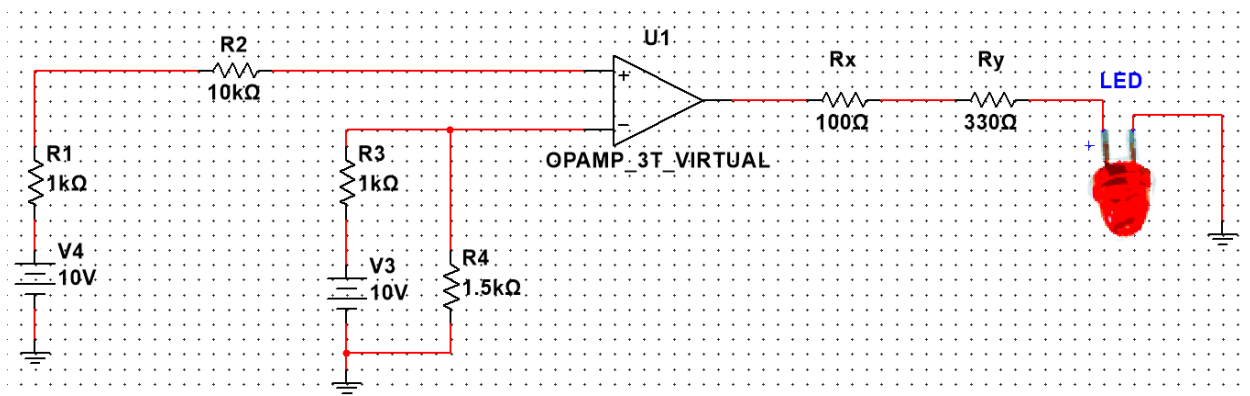 R2
10kΩ
U1
+
−
OPAMP_3T_VIRTUAL
Rx
100Ω
Ry
330Ω
LED
+
R1
1kΩ
R3
1kΩ
V4
10V
V3
10V
R4
1.5kΩ